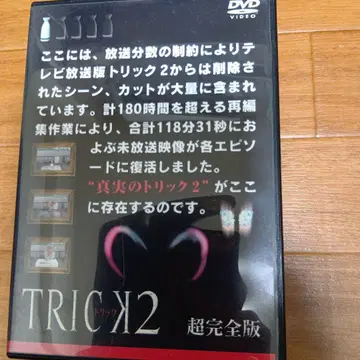 DVD
VIDEO
ここには、放送分数の制約によりテ
レビ放送版トリック2からは削除さ
れたシーン、カットが大量に含まれ
ています。計180時間を超える再編
集作業により、合計118分31秒にお
よぶ未放送映像が各エピソ
ードに復活しました。
“真実のトリック2”がここ
に存在するのです。
TRICK2
トリック
超完全版